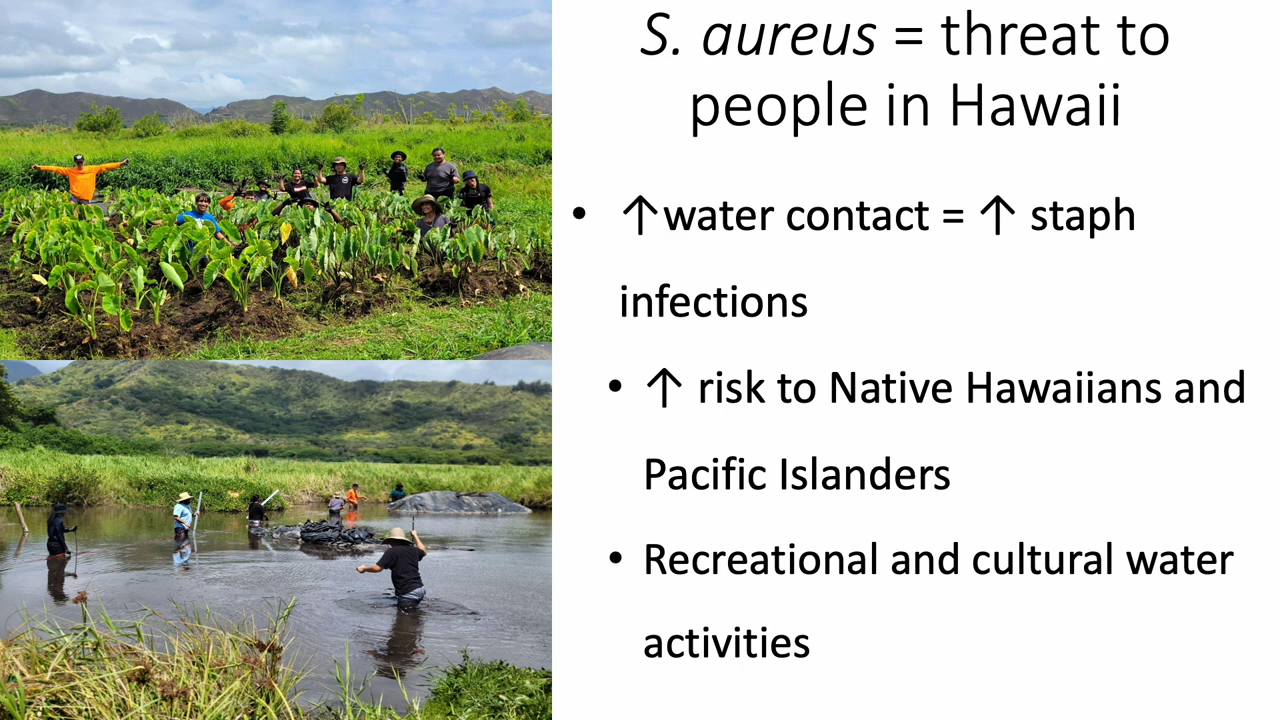 S. aureus = threat to
people in Hawaii
• ↑water contact = ↑ staph
infections
• ↑ risk to Native Hawaiians and
Pacific Islanders
• Recreational and cultural water
activities